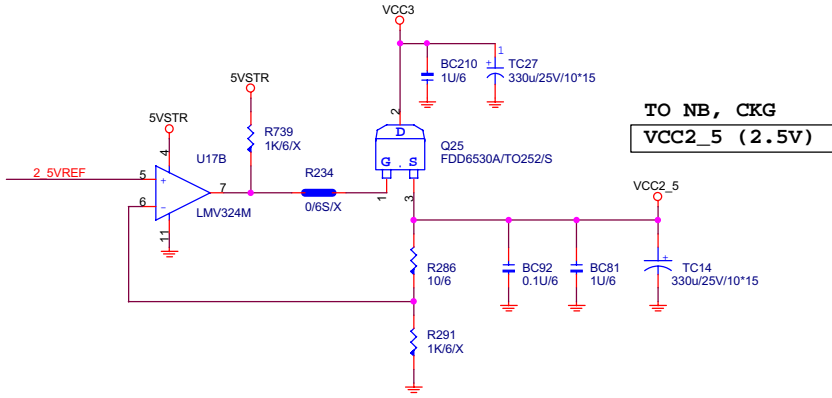 VCC3
5VSTR
5VSTR
BC210
1U/6
1
+
TC27
330u/25V/10*15
TO NB, CKG
VCC2_5 (2.5V)
4
U17B
R739
1K/6/X
2
D
G . S
Q25
FDD6530A/TO252/S
2_5VREF
5
+
6
-
7
LMV324M
11
R234
0/6S/X
1
3
VCC2_5
R286
10/6
BC92
0.1U/6
BC81
1U/6
+
TC14
330u/25V/10*15
R291
1K/6/X